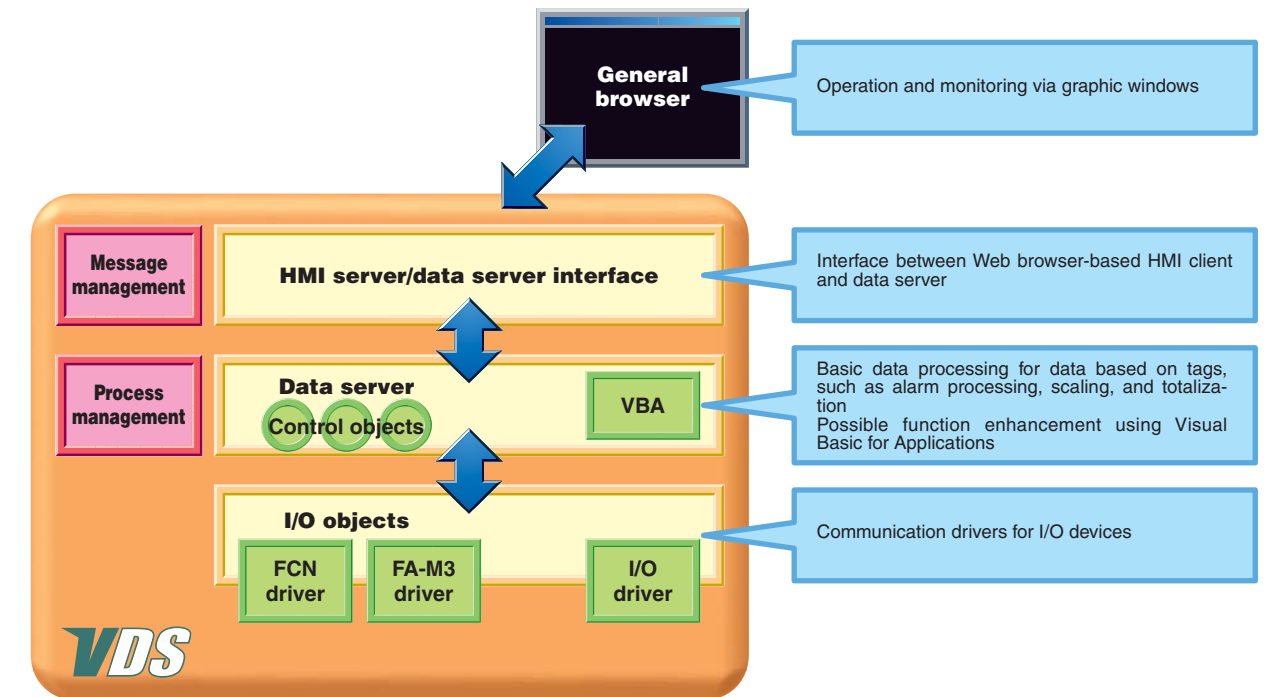 General
browser
Operation and monitoring via graphic windows
Message
management
HMI server/data server interface
Interface between Web browser-based HMI client
and data server
Process
management
Data server
Control objects
VBA
Basic data processing for data based on tags,
such as alarm processing, scaling, and totaliza-
tion
Possible function enhancement using Visual
Basic for Applications
I/O objects
FCN
driver
FA-M3
driver
I/O
driver
Communication drivers for I/O devices
VDS